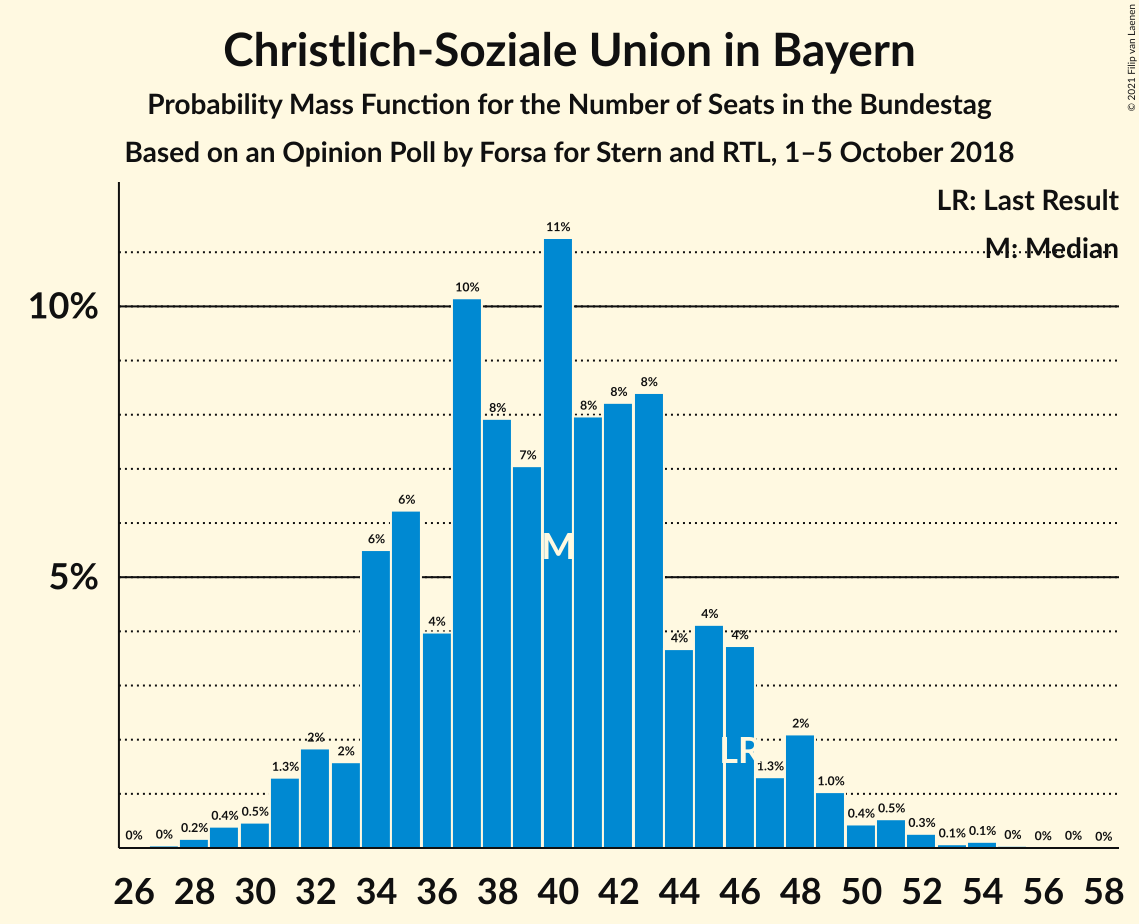 Christlich-Soziale Union in Bayern
Probability Mass Function for the Number of Seats in the Bundestag
Based on an Opinion Poll by Forsa for Stern and RTL, 1–5 October 2018
© 2021 Filip van Laenen
LR: Last Result
M: Median
10%
5%
0% 0% 0.2% 0.4% 0.5% 1.3% 2% 2% 6% 6% 4% 10% 8% 7% 11% 8% 8% 8% 4% 4% 4% 1.3% 2% 1.0% 0.4% 0.5% 0.3% 0.1% 0.1% 0% 0% 0% 0%
M
LR
26 28 30 32 34 36 38 40 42 44 46 48 50 52 54 56 58